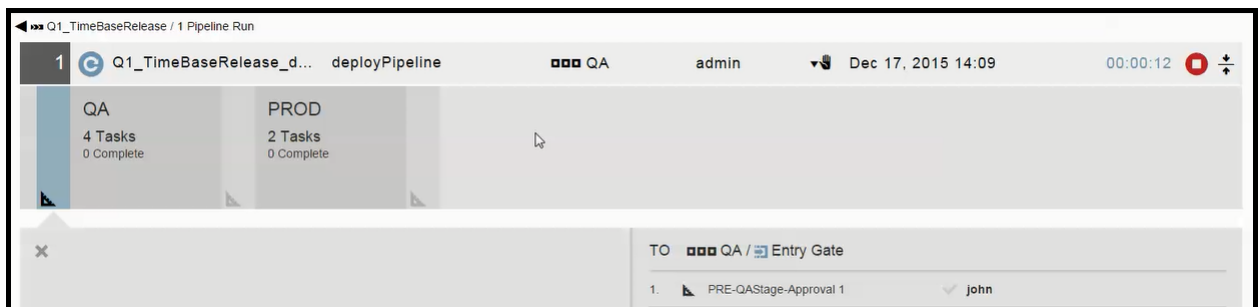 Q1_TimeBaseRelease / 1 Pipeline Run
1 Q1_TimeBaseRelease_d... deployPipeline QA admin Dec 17, 2015 14:09 00:00:12
QA PROD
4 Tasks 2 Tasks
0 Complete 0 Complete
TO QA / Entry Gate
1. PRE-QAStage-Approval 1 john